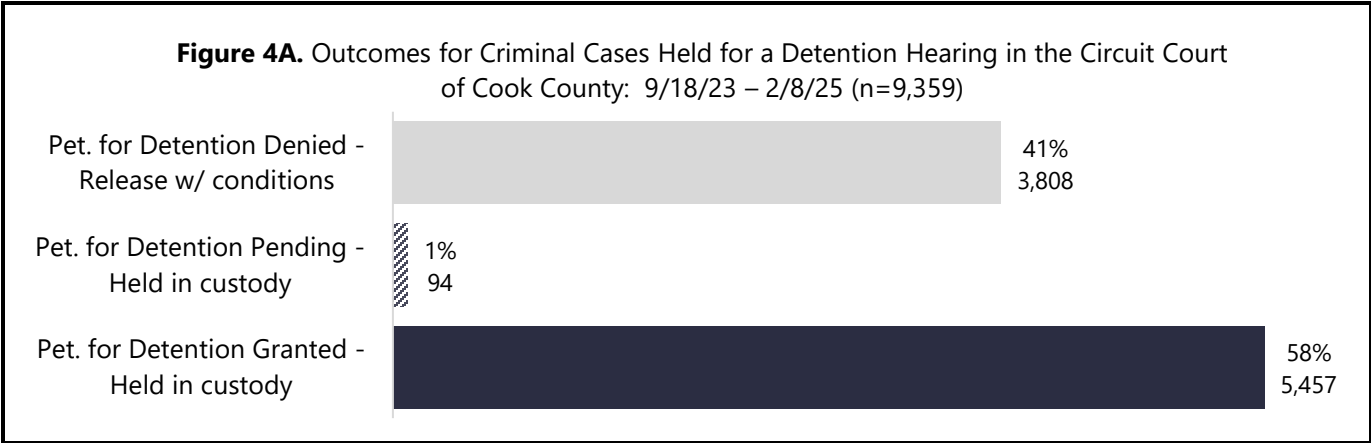 Figure 4A. Outcomes for Criminal Cases Held for a Detention Hearing in the Circuit Court
of Cook County:  9/18/23 – 2/8/25 (n=9,359)
Pet. for Detention Denied -
Release w/ conditions
41%
3,808
Pet. for Detention Pending -
Held in custody
1%
94
Pet. for Detention Granted -
Held in custody
58%
5,457